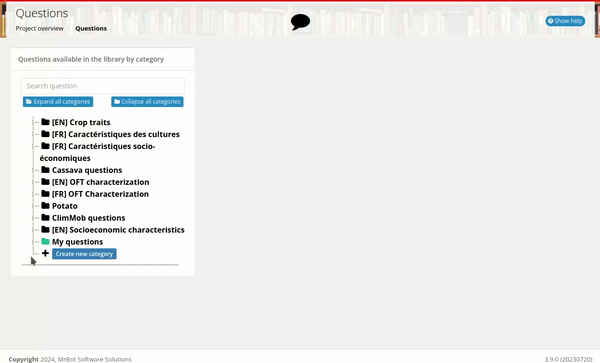 Questions
Project overview Questions
Show help
Questions available in the library by category
Search question
Expand all categories Collapse all categories
[EN] Crop traits
[FR] Caractéristiques des cultures
[FR] Caractéristiques socio-
économiques
Cassava questions
[EN] OFT characterization
[FR] OFT Characterization
Potato
ClimMob questions
[EN] Socioeconomic characteristics
My questions
Create new category
Copyright 2024, MrBot Software Solutions 3.9.0 (20230720)